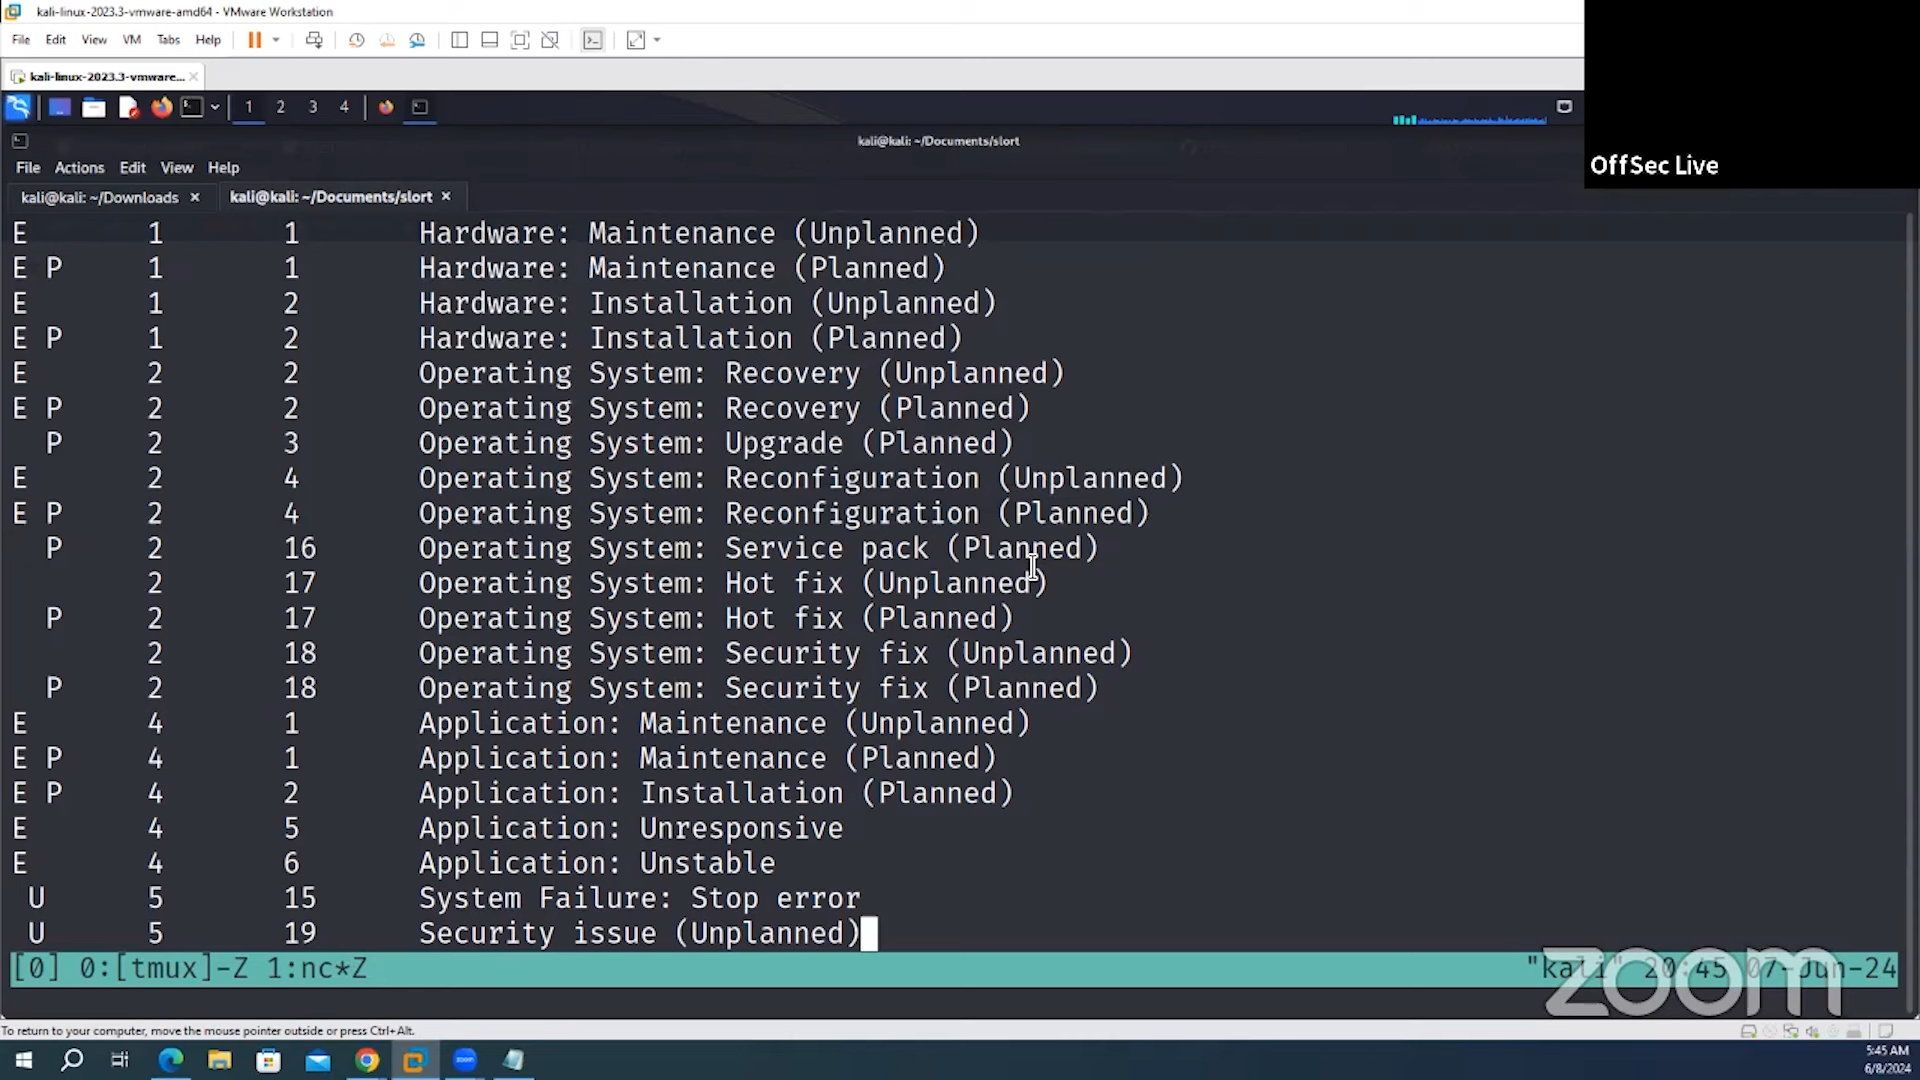 kali-linux-2023.3-vmware-amd64 - VMware Workstation
File Edit View VM Tabs Help
kali-linux-2023.3-vmware...
1 2 3 4
kali@kali: ~/Documents/slort
OffSec Live
File Actions Edit View Help
kali@kali: ~/Downloads kali@kali: ~/Documents/slort
E 1 1 Hardware: Maintenance (Unplanned)
E P 1 1 Hardware: Maintenance (Planned)
E 1 2 Hardware: Installation (Unplanned)
E P 1 2 Hardware: Installation (Planned)
E 2 2 Operating System: Recovery (Unplanned)
E P 2 2 Operating System: Recovery (Planned)
P 2 3 Operating System: Upgrade (Planned)
E 2 4 Operating System: Reconfiguration (Unplanned)
E P 2 4 Operating System: Reconfiguration (Planned)
P 2 16 Operating System: Service pack (Planned)
2 17 Operating System: Hot fix (Unplanned)
P 2 17 Operating System: Hot fix (Planned)
2 18 Operating System: Security fix (Unplanned)
P 2 18 Operating System: Security fix (Planned)
E 4 1 Application: Maintenance (Unplanned)
E P 4 1 Application: Maintenance (Planned)
E P 4 2 Application: Installation (Planned)
E 4 5 Application: Unresponsive
E 4 6 Application: Unstable
U 5 15 System Failure: Stop error
U 5 19 Security issue (Unplanned)
[0] 0:[tmux]-Z 1:nc*Z "kali" 20:45 07-Jun-24
zoom
To return to your computer, move the mouse pointer outside or press Ctrl+Alt.
zoom
5:45 AM
6/8/2024